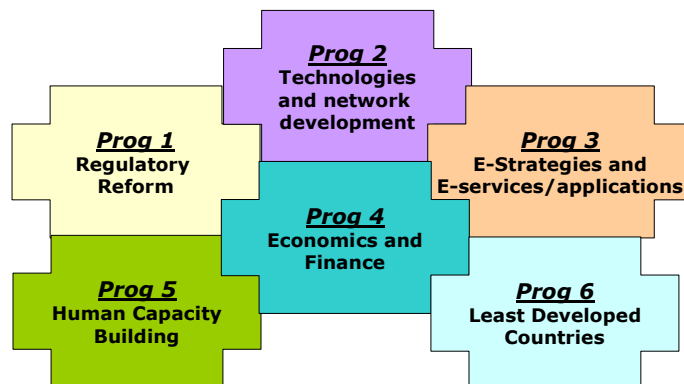 Prog 2
Technologies
and network
development
Prog 1
Regulatory
Reform
Prog 3
E-Strategies and
E-services/applications
Prog 4
Economics and
Finance
Prog 5
Human Capacity
Building
Prog 6
Least Developed
Countries